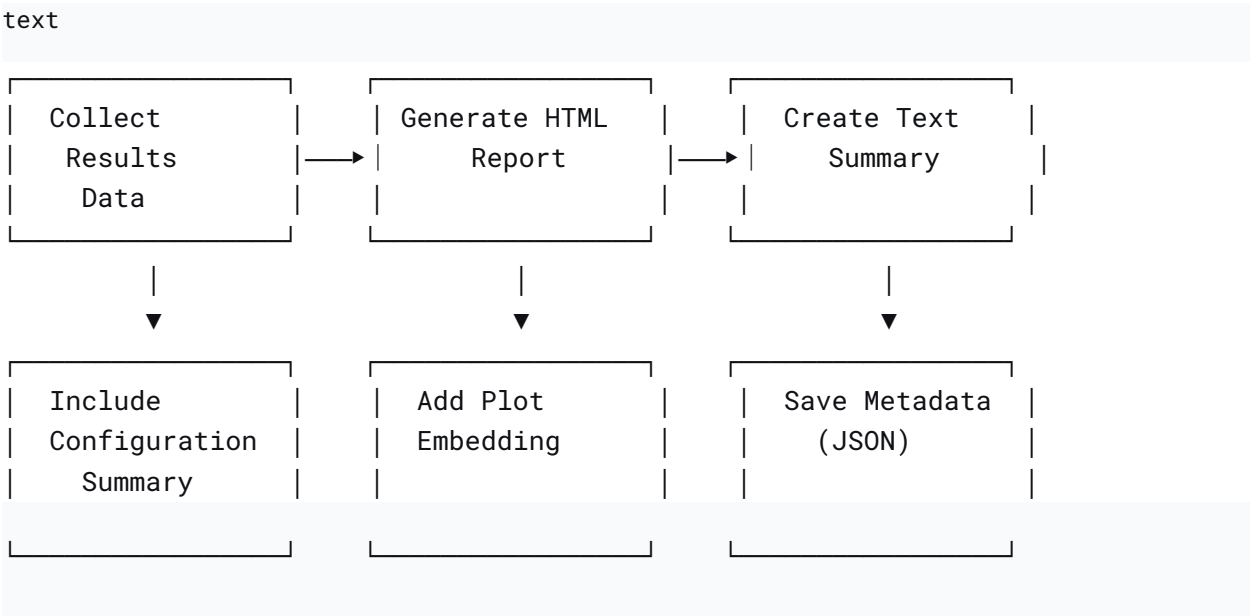 text
Collect Generate HTML Create Text
Results Report Summary
Data
Include Add Plot Save Metadata
Configuration Embedding (JSON)
Summary